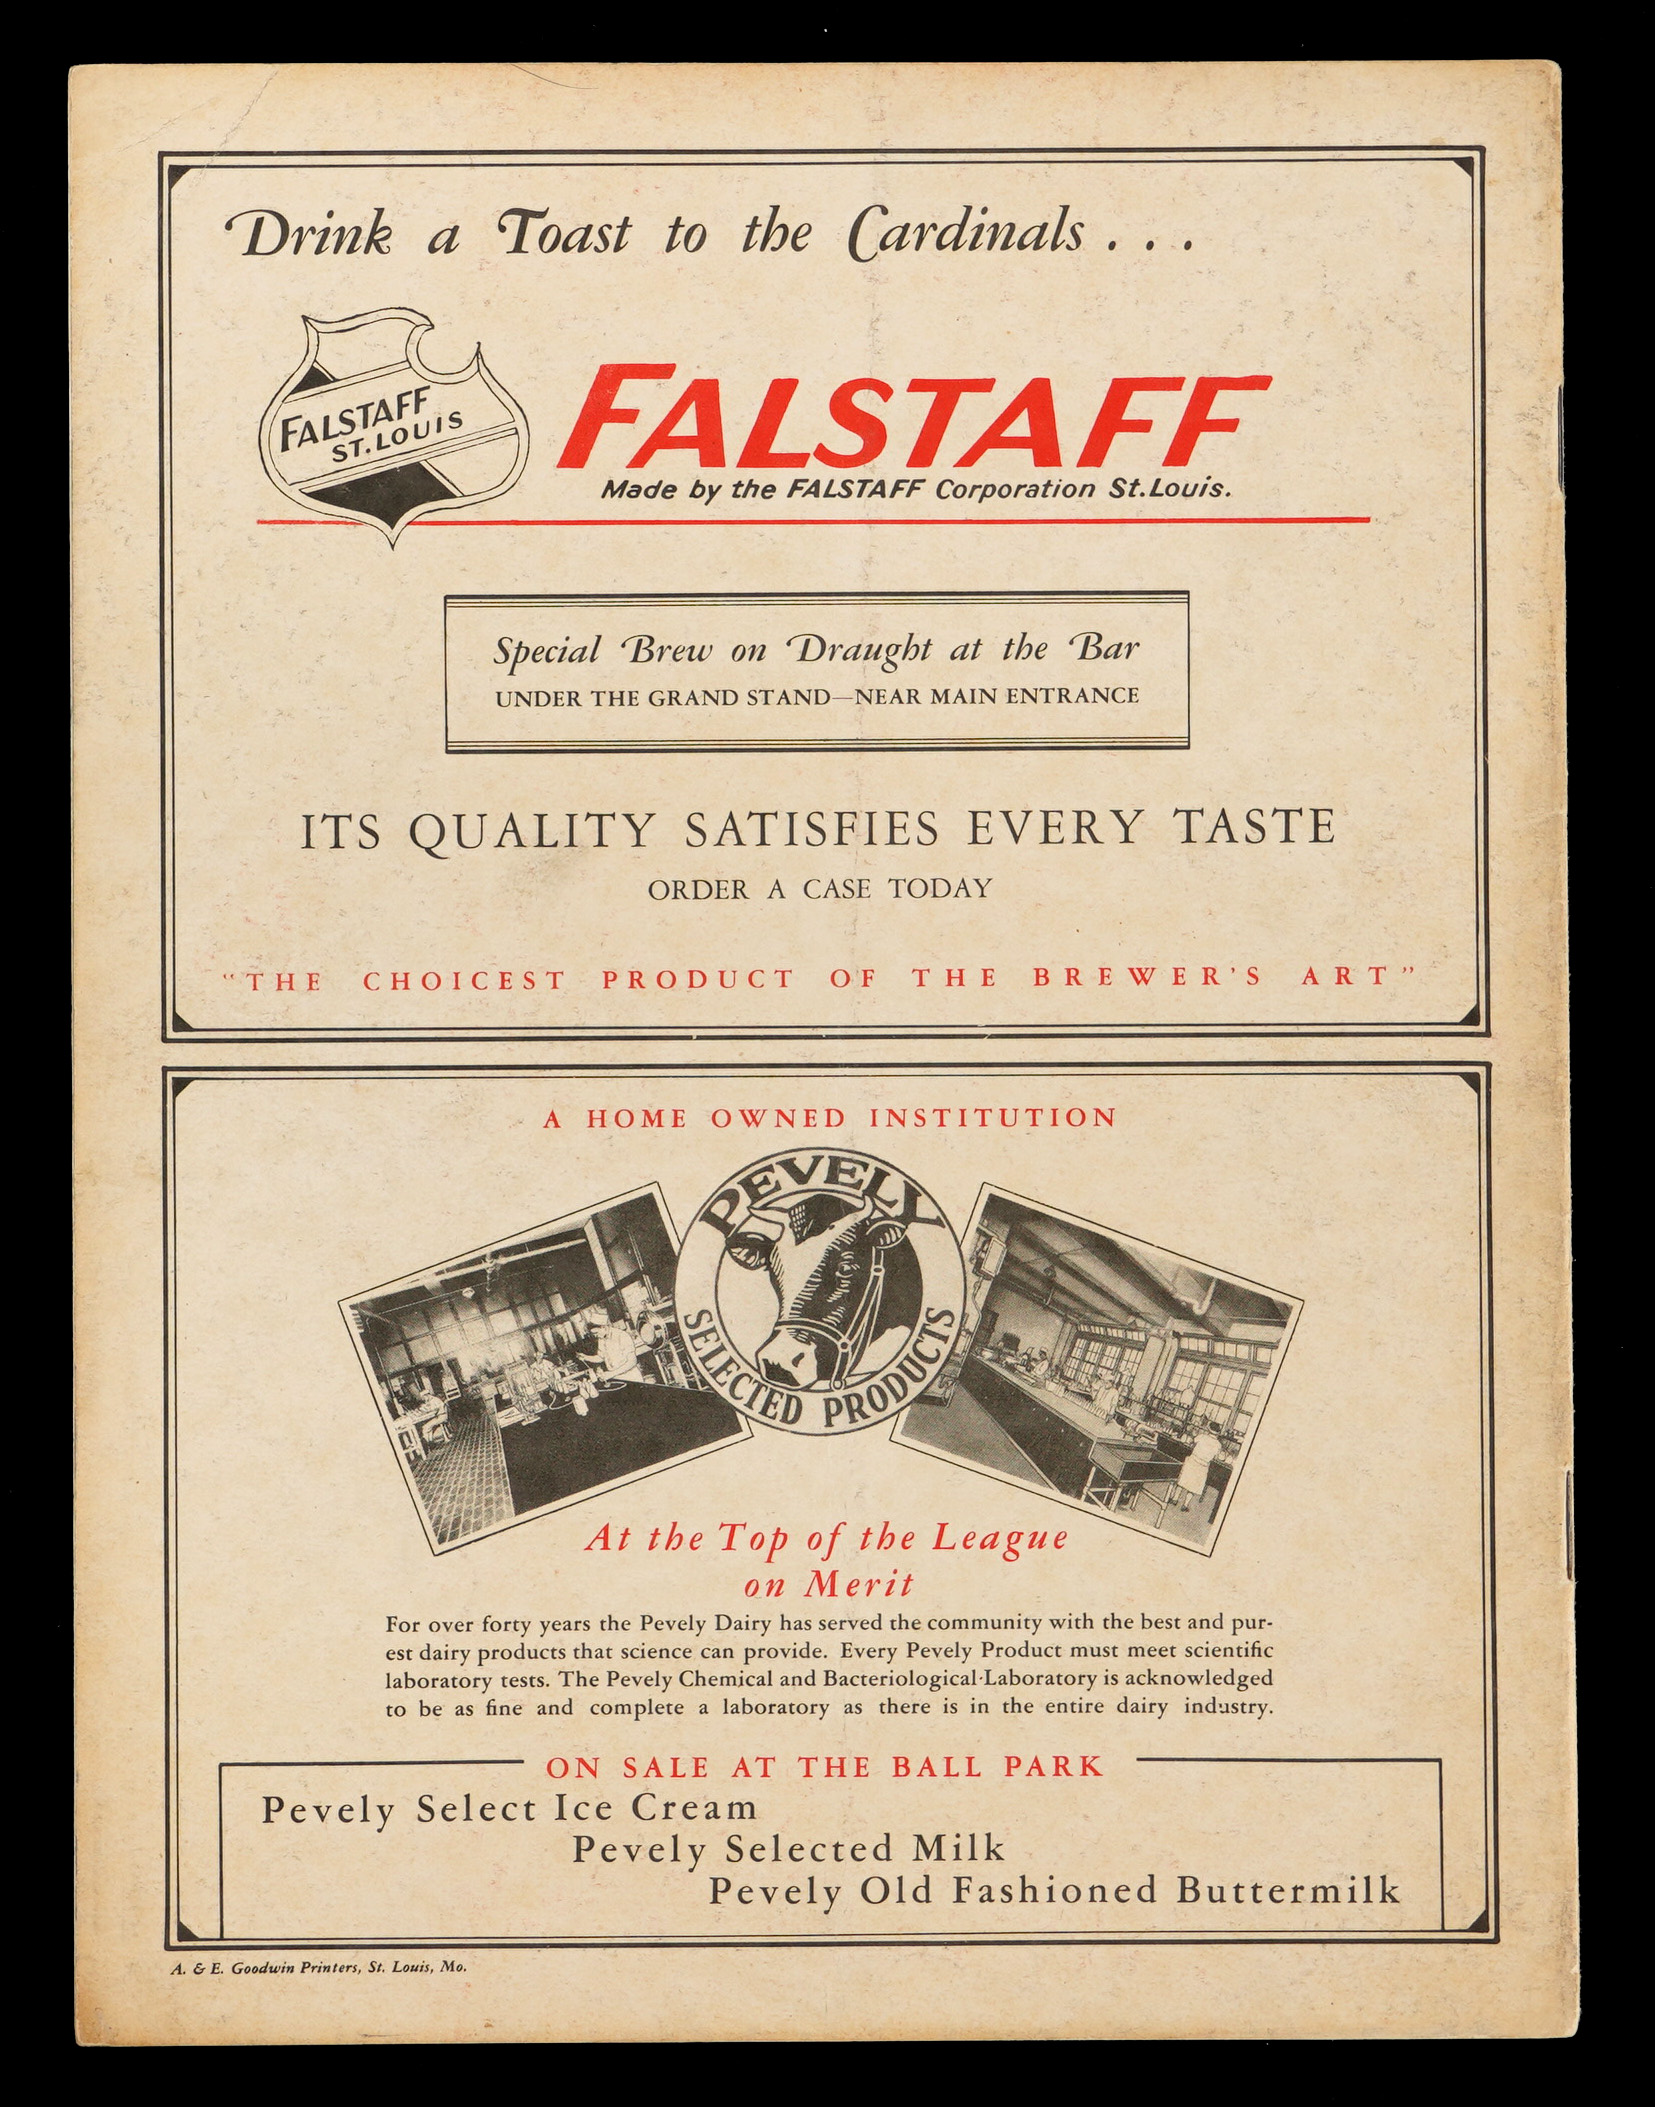 Drink a Toast to the Cardinals . . .
FALSTAFF
ST. LOUIS
FALSTAFF
Made by the FALSTAFF Corporation St. Louis.
Special Brew on Draught at the Bar
UNDER THE GRAND STAND—NEAR MAIN ENTRANCE
ITS QUALITY SATISFIES EVERY TASTE
ORDER A CASE TODAY
"THE CHOICEST PRODUCT OF THE BREWER'S ART"
A HOME OWNED INSTITUTION
PEVELY
SELECTED PRODUCTS
At the Top of the League
on Merit
For over forty years the Pevely Dairy has served the community with the best and pur-
est dairy products that science can provide. Every Pevely Product must meet scientific
laboratory tests. The Pevely Chemical and Bacteriological Laboratory is acknowledged
to be as fine and complete a laboratory as there is in the entire dairy industry.
ON SALE AT THE BALL PARK
Pevely Select Ice Cream
Pevely Selected Milk
Pevely Old Fashioned Buttermilk
A. & E. Goodwin Printers, St. Louis, Mo.